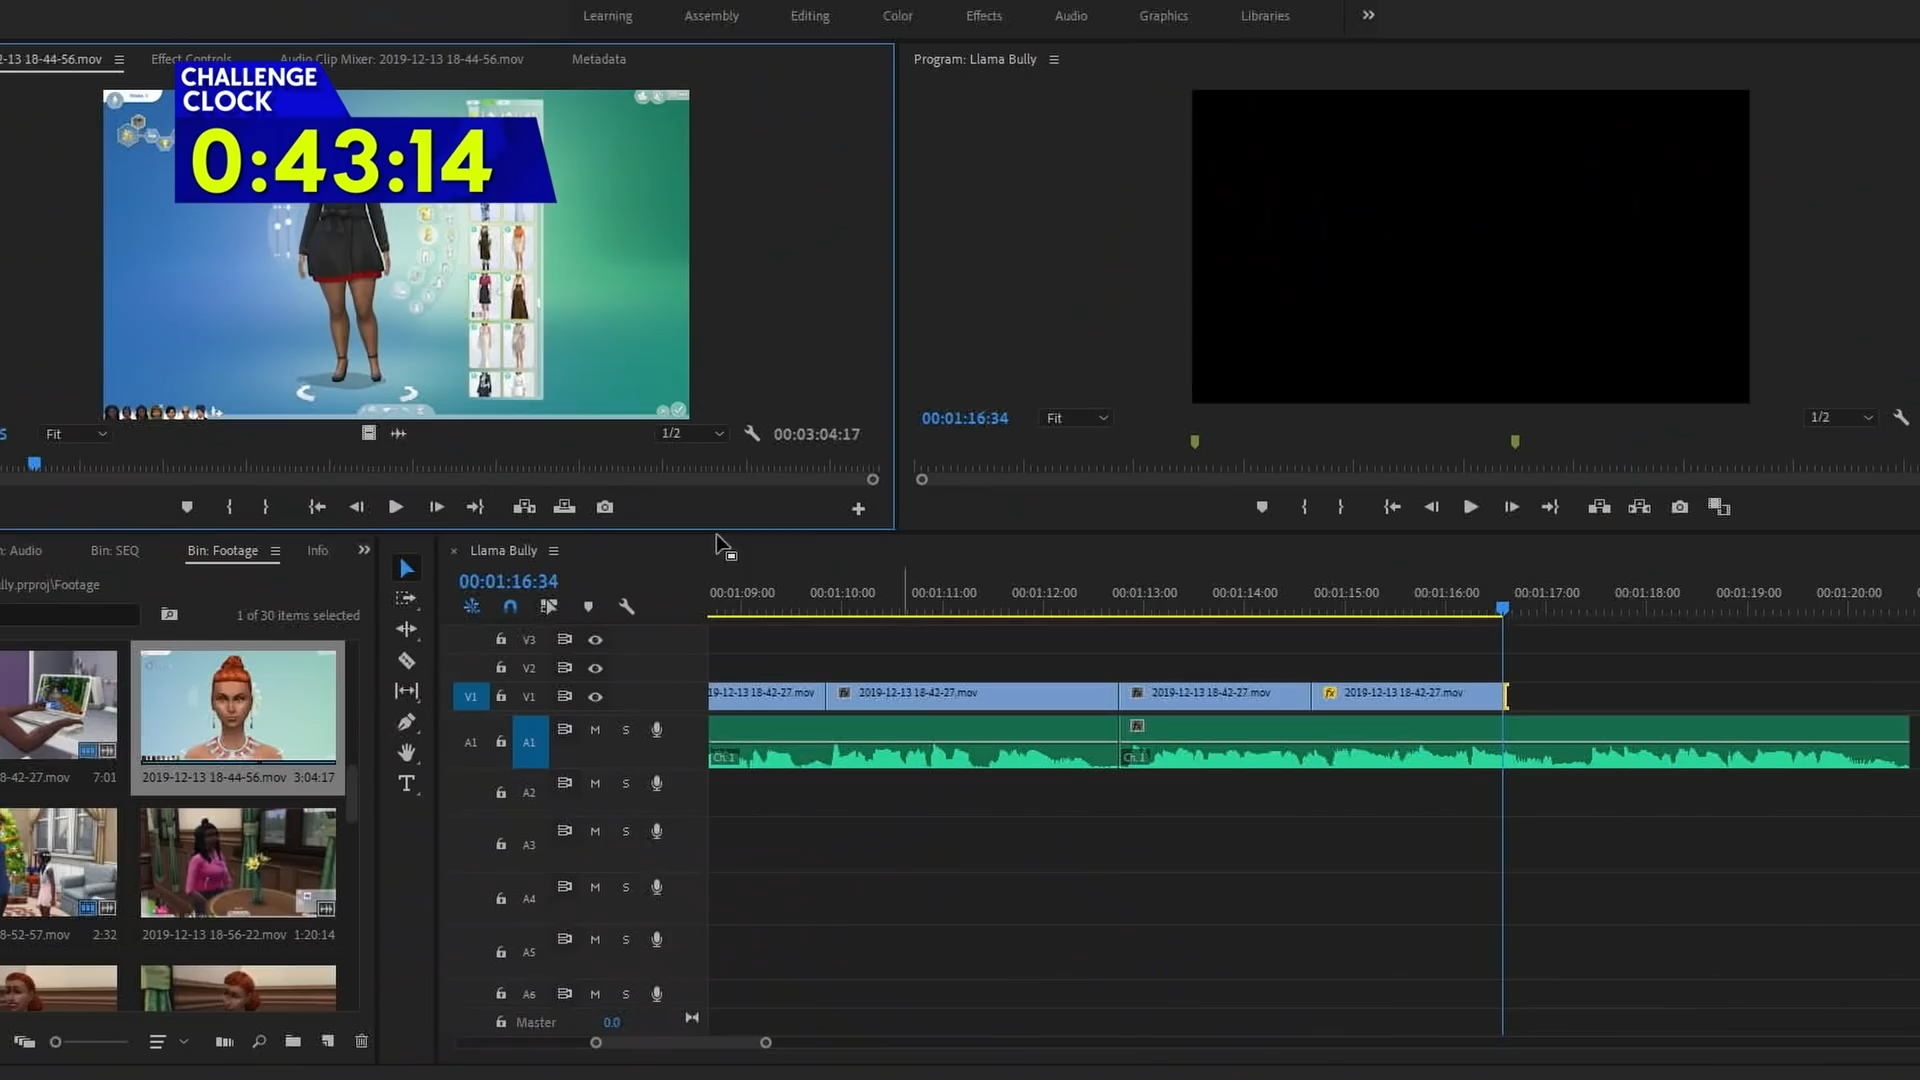 Learning Assembly Editing Color Effects Audio Graphics Libraries
-13 18-44-56.mov Effect Controls Audio Clip Mixer: 2019-12-13 18-44-56.mov Metadata
Program: Llama Bully
CHALLENGE
CLOCK
0:43:14
Fit 1/2 00:03:04:17
00:01:16:34 Fit 1/2
Audio Bin: SEQ Bin: Footage Info
Llama Bully
lly.prproj\Footage
1 of 30 items selected
00:01:16:34
00:01:09:00 00:01:10:00 00:01:11:00 00:01:12:00 00:01:13:00 00:01:14:00 00:01:15:00 00:01:16:00 00:01:17:00 00:01:18:00 00:01:19:00 00:01:20:00
V3
V2
V1 V1 19-12-13 18-42-27.mov fx 2019-12-13 18-42-27.mov fx 2019-12-13 18-42-27.mov fx 2019-12-13 18-42-27.mov
A1 A1 M S fx
Ch. 1 Ch. 1
8-42-27.mov 7:01 2019-12-13 18-44-56.mov 3:04:17
A2 M S
A3 M S
A4 M S
8-52-57.mov 2:32 2019-12-13 18-56-22.mov 1:20:14
A5 M S
A6 M S
Master 0.0